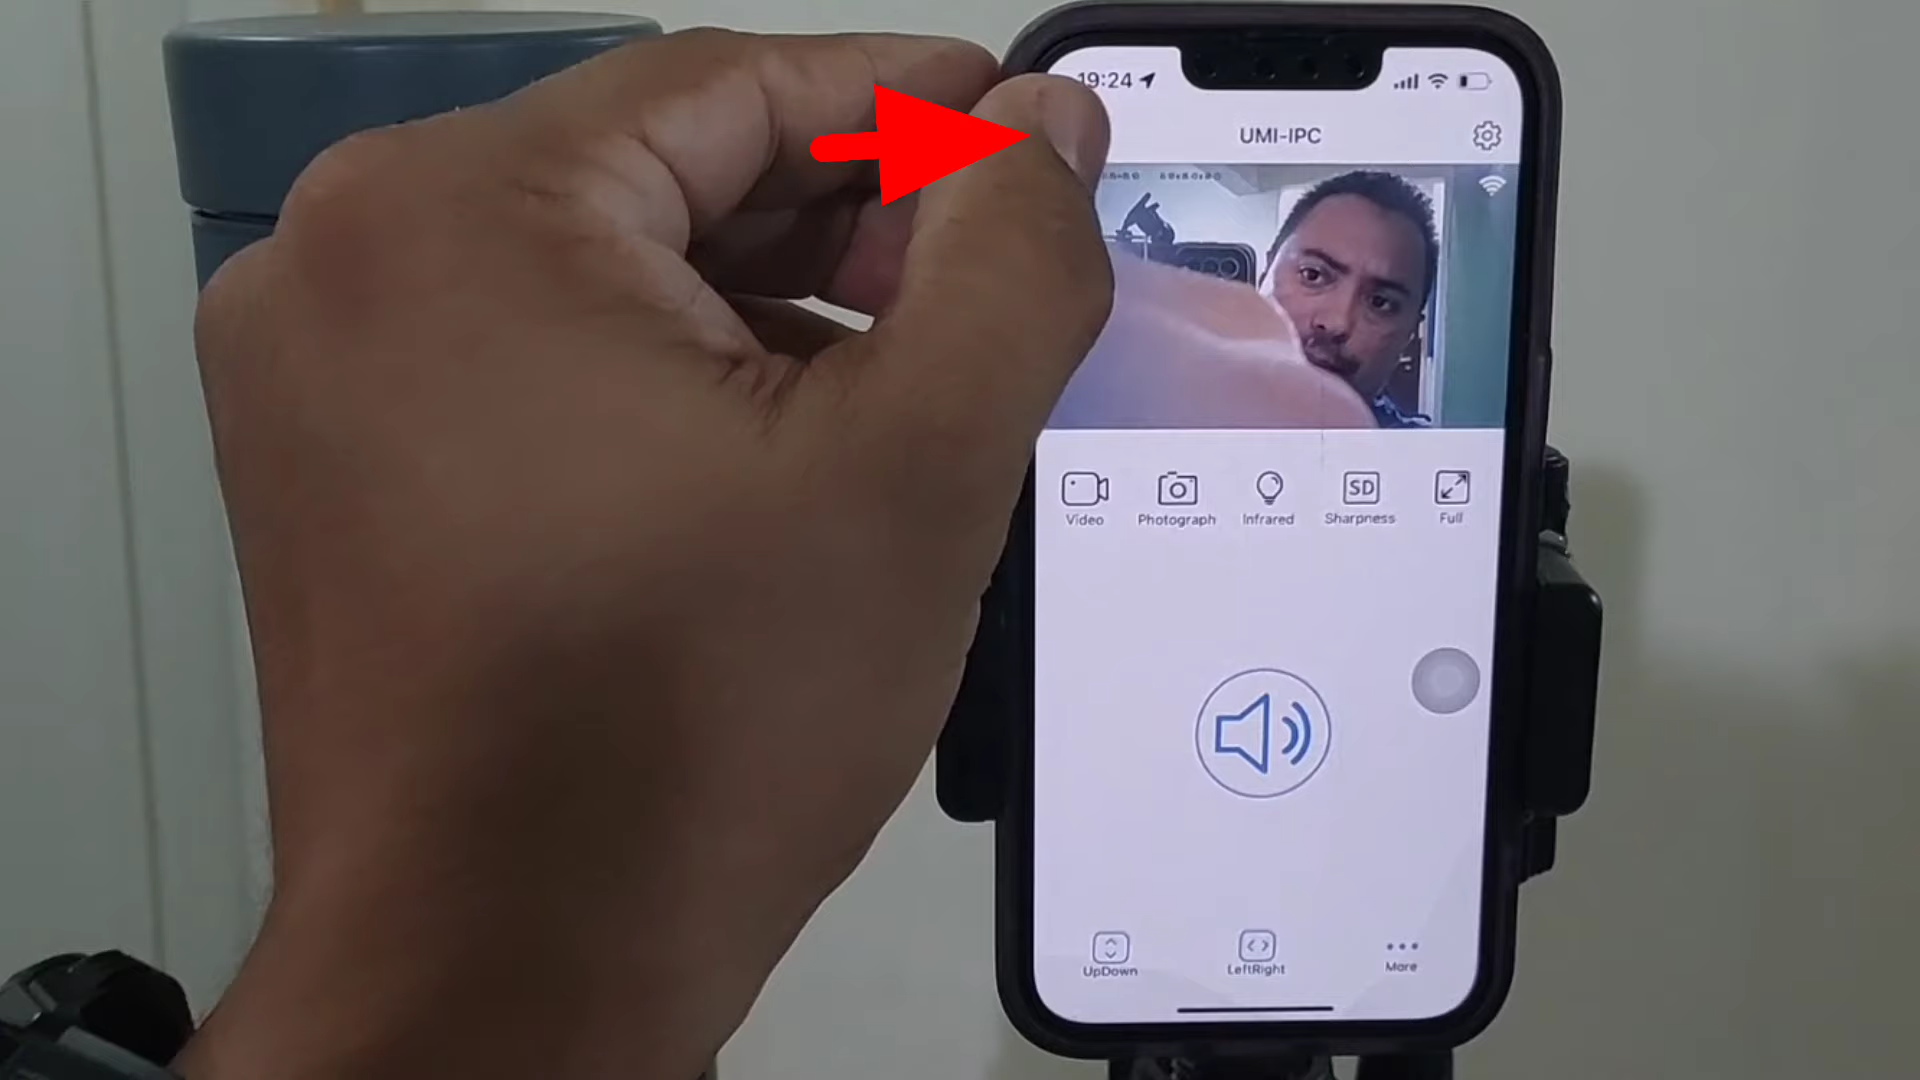 19:24
UMI-IPC
Video
Photograph
Infrared
SD
Sharpness
Full
UpDown
LeftRight
More